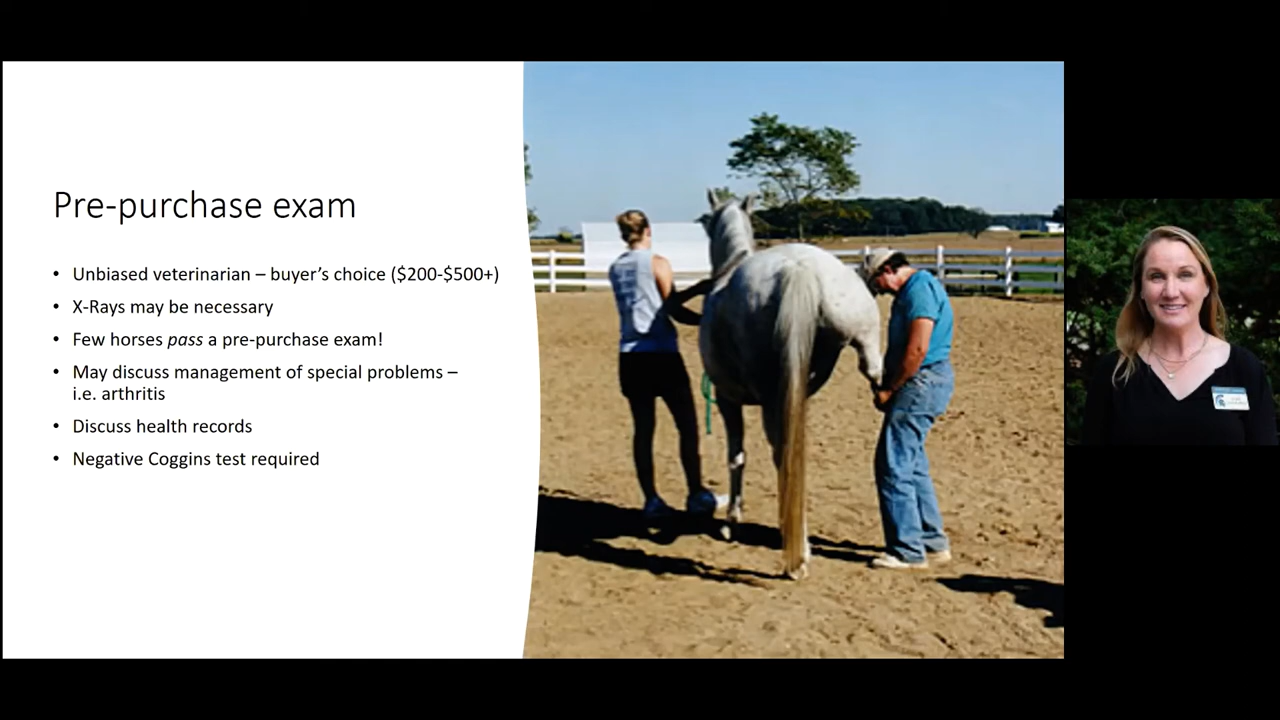 Pre-purchase exam
• Unbiased veterinarian – buyer's choice ($200-$500+)
• X-Rays may be necessary
• Few horses pass a pre-purchase exam!
• May discuss management of special problems –
i.e. arthritis
• Discuss health records
• Negative Coggins test required